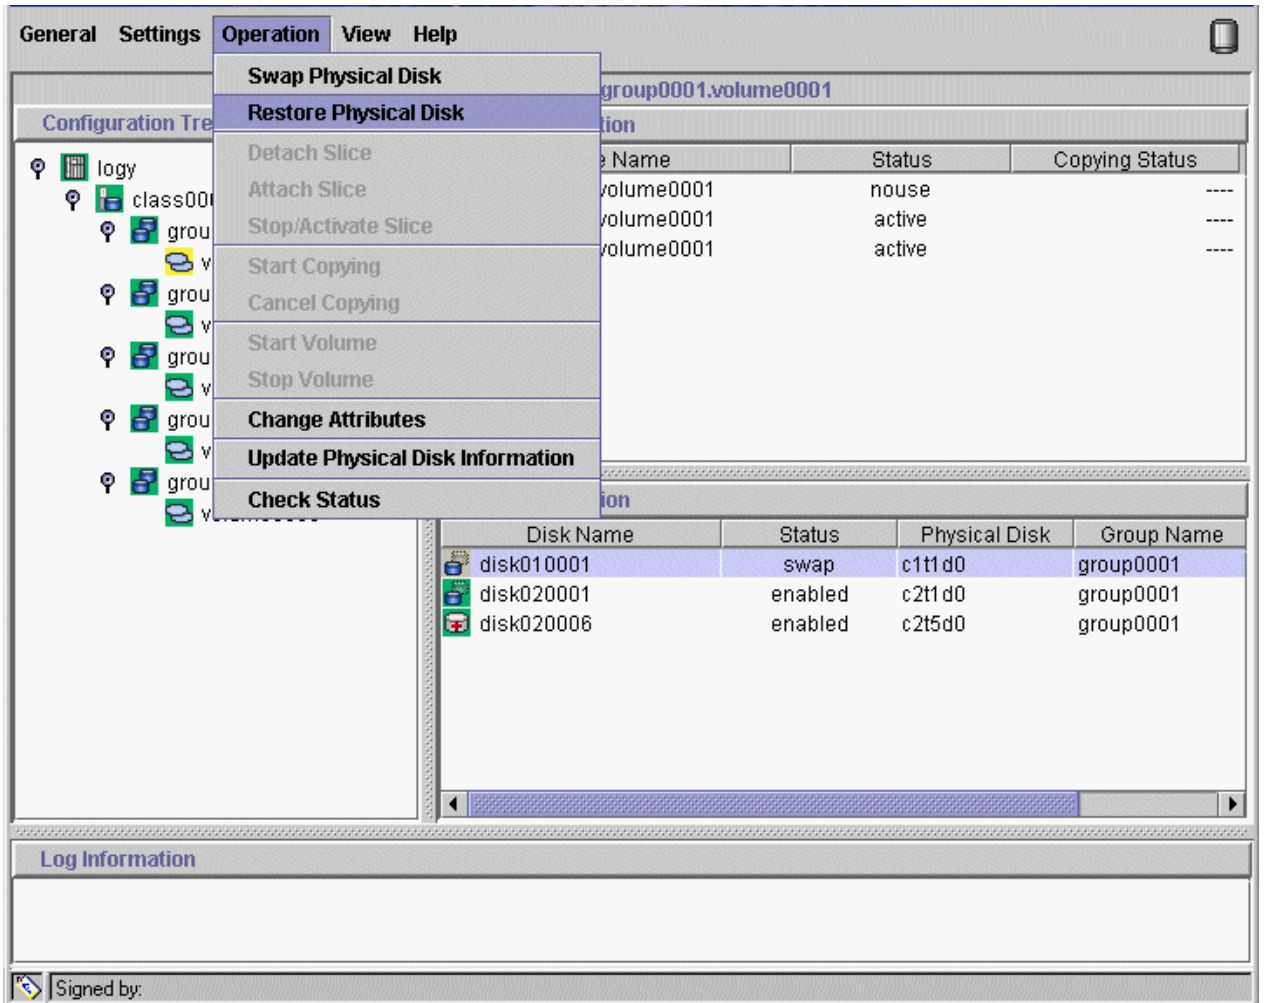 General Settings Operation View Help
Swap Physical Disk
Restore Physical Disk
Detach Slice
Attach Slice
Stop/Activate Slice
Start Copying
Cancel Copying
Start Volume
Stop Volume
Change Attributes
Update Physical Disk Information
Check Status
group0001.volume0001
Configuration Tre
logy
class00
grou
v
grou
v
grou
v
grou
v
grou
tion
e Name Status Copying Status
volume0001 nouse ----
volume0001 active ----
volume0001 active ----
ion
Disk Name Status Physical Disk Group Name
disk010001 swap c1t1d0 group0001
disk020001 enabled c2t1d0 group0001
disk020006 enabled c2t5d0 group0001
Log Information
Signed by: